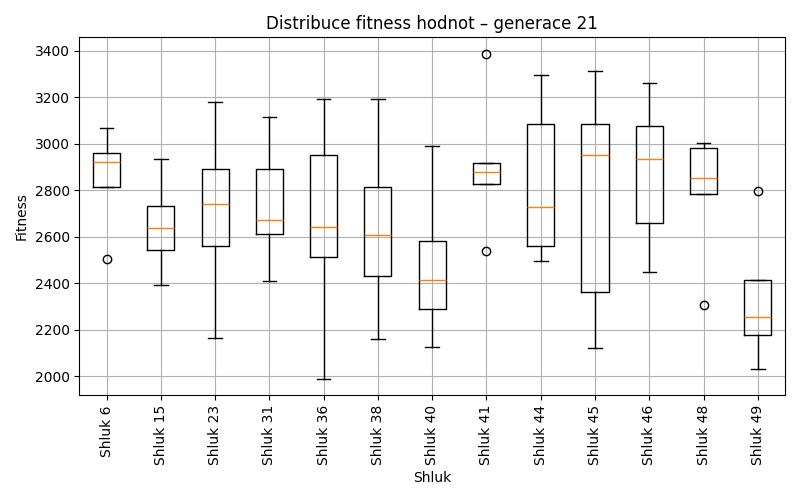 Distribuce fitness hodnot – generace 21
Fitness
3400
3200
3000
2800
2600
2400
2200
2000
Shluk 6
Shluk 15
Shluk 23
Shluk 31
Shluk 36
Shluk 38
Shluk 40
Shluk 41
Shluk 44
Shluk 45
Shluk 46
Shluk 48
Shluk 49
Shluk